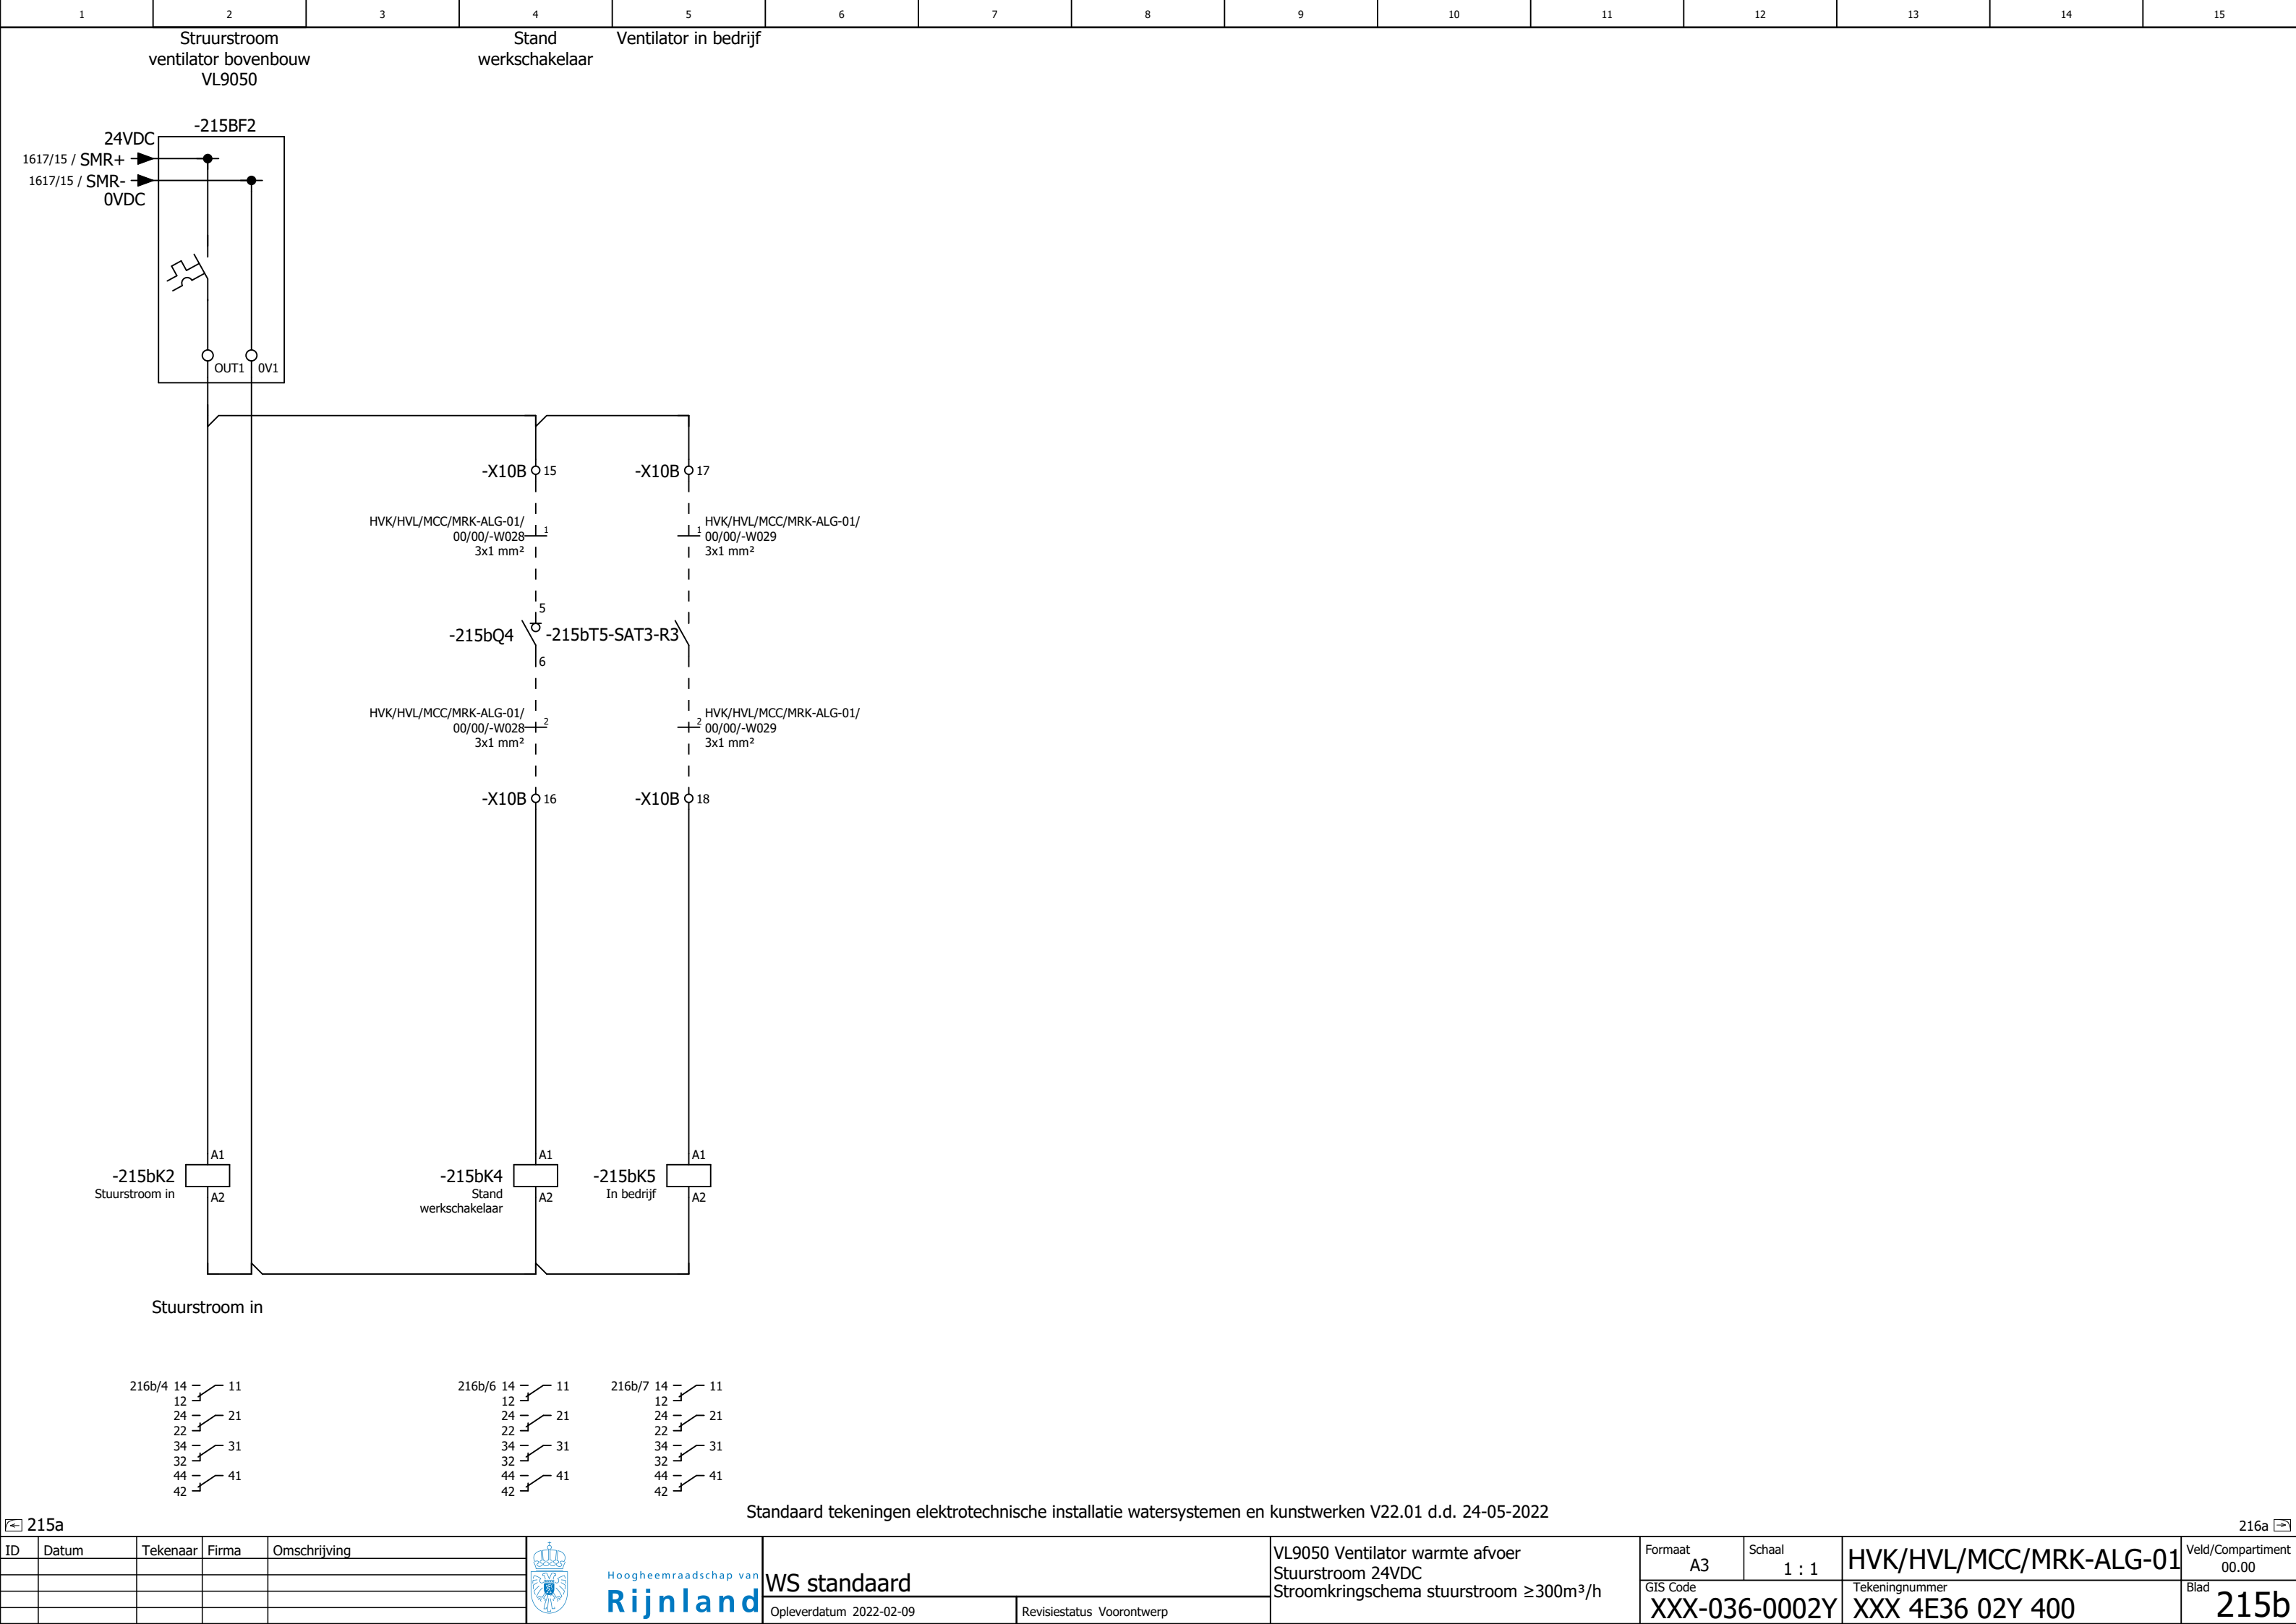 1 2 3 4 5 6 7 8 9 10 11 12 13 14 15
Struurstroom
ventilator bovenbouw
VL9050
Stand
werkschakelaar
Ventilator in bedrijf
-215BF2
24VDC
1617/15 / SMR+
1617/15 / SMR-
0VDC
OUT1 0V1
-X10B 15
-X10B 17
HVK/HVL/MCC/MRK-ALG-01/
00/00/-W028
3x1 mm²
1
HVK/HVL/MCC/MRK-ALG-01/
00/00/-W029
3x1 mm²
1
5
-215bQ4
6
-215bT5-SAT3-R3
HVK/HVL/MCC/MRK-ALG-01/
00/00/-W028
3x1 mm²
2
HVK/HVL/MCC/MRK-ALG-01/
00/00/-W029
3x1 mm²
2
-X10B 16
-X10B 18
A1
-215bK2
Stuurstroom in
A2
A1
-215bK4
Stand
werkschakelaar
A2
A1
-215bK5
In bedrijf
A2
Stuurstroom in
216b/4 14 11
12
24 21
22
34 31
32
44 41
42
216b/6 14 11
12
24 21
22
34 31
32
44 41
42
216b/7 14 11
12
24 21
22
34 31
32
44 41
42
Standaard tekeningen elektrotechnische installatie watersystemen en kunstwerken V22.01 d.d. 24-05-2022
215a
216a
ID Datum Tekenaar Firma Omschrijving
Hoogheemraadschap van
Rijnland
WS standaard
Opleverdatum 2022-02-09
Revisiestatus Voorontwerp
VL9050 Ventilator warmte afvoer
Stuurstroom 24VDC
Stroomkringschema stuurstroom ≥300m³/h
Formaat
A3
Schaal
1 : 1
GIS Code
XXX-036-0002Y
HVK/HVL/MCC/MRK-ALG-01
Tekeningnummer
XXX 4E36 02Y 400
Veld/Compartiment
00.00
Blad
215b